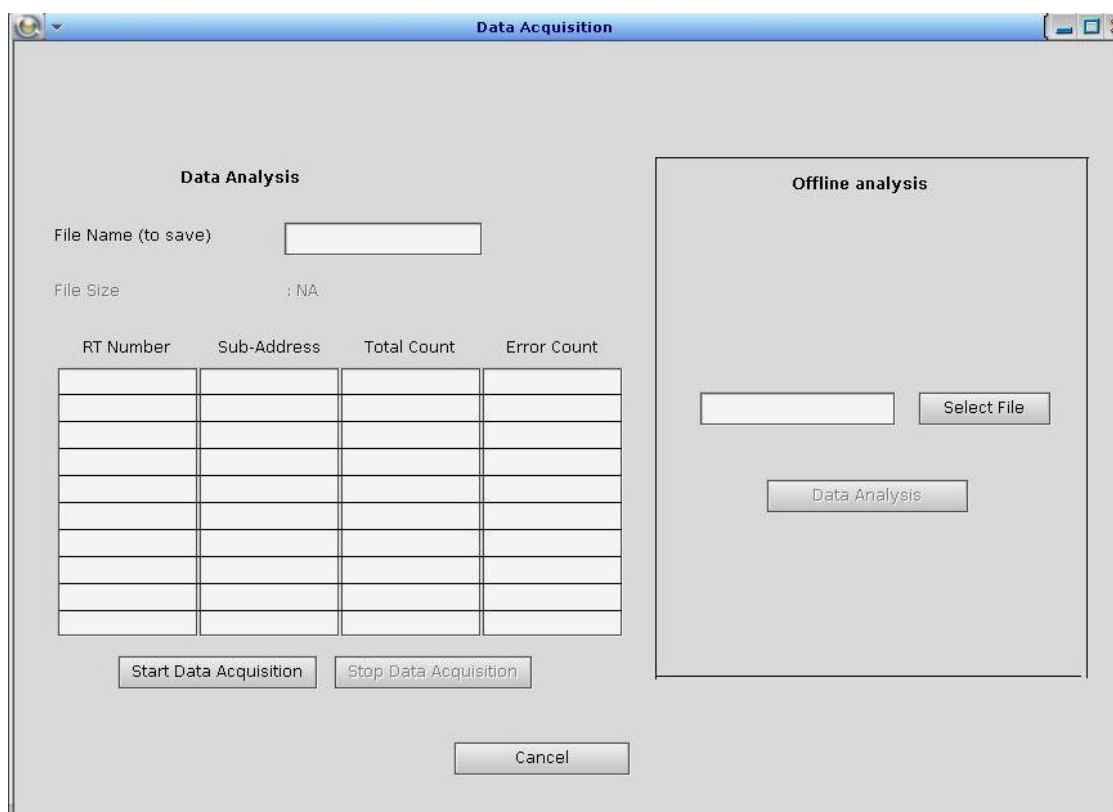 Data Acquisition
Data Analysis
File Name (to save)
File Size : NA
RT Number Sub-Address Total Count Error Count
Start Data Acquisition Stop Data Acquisition
Offline analysis
Select File
Data Analysis
Cancel